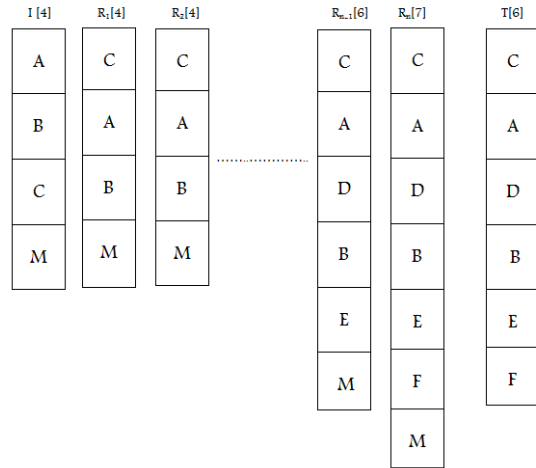 I [4] R₁[4] R₂[4] Rₙ₋₁[6] Rₙ[7] T[6]
A C C C C C
B A A A A A
C B B ..................... D D D
M M M B B B
E E E
M F F
M